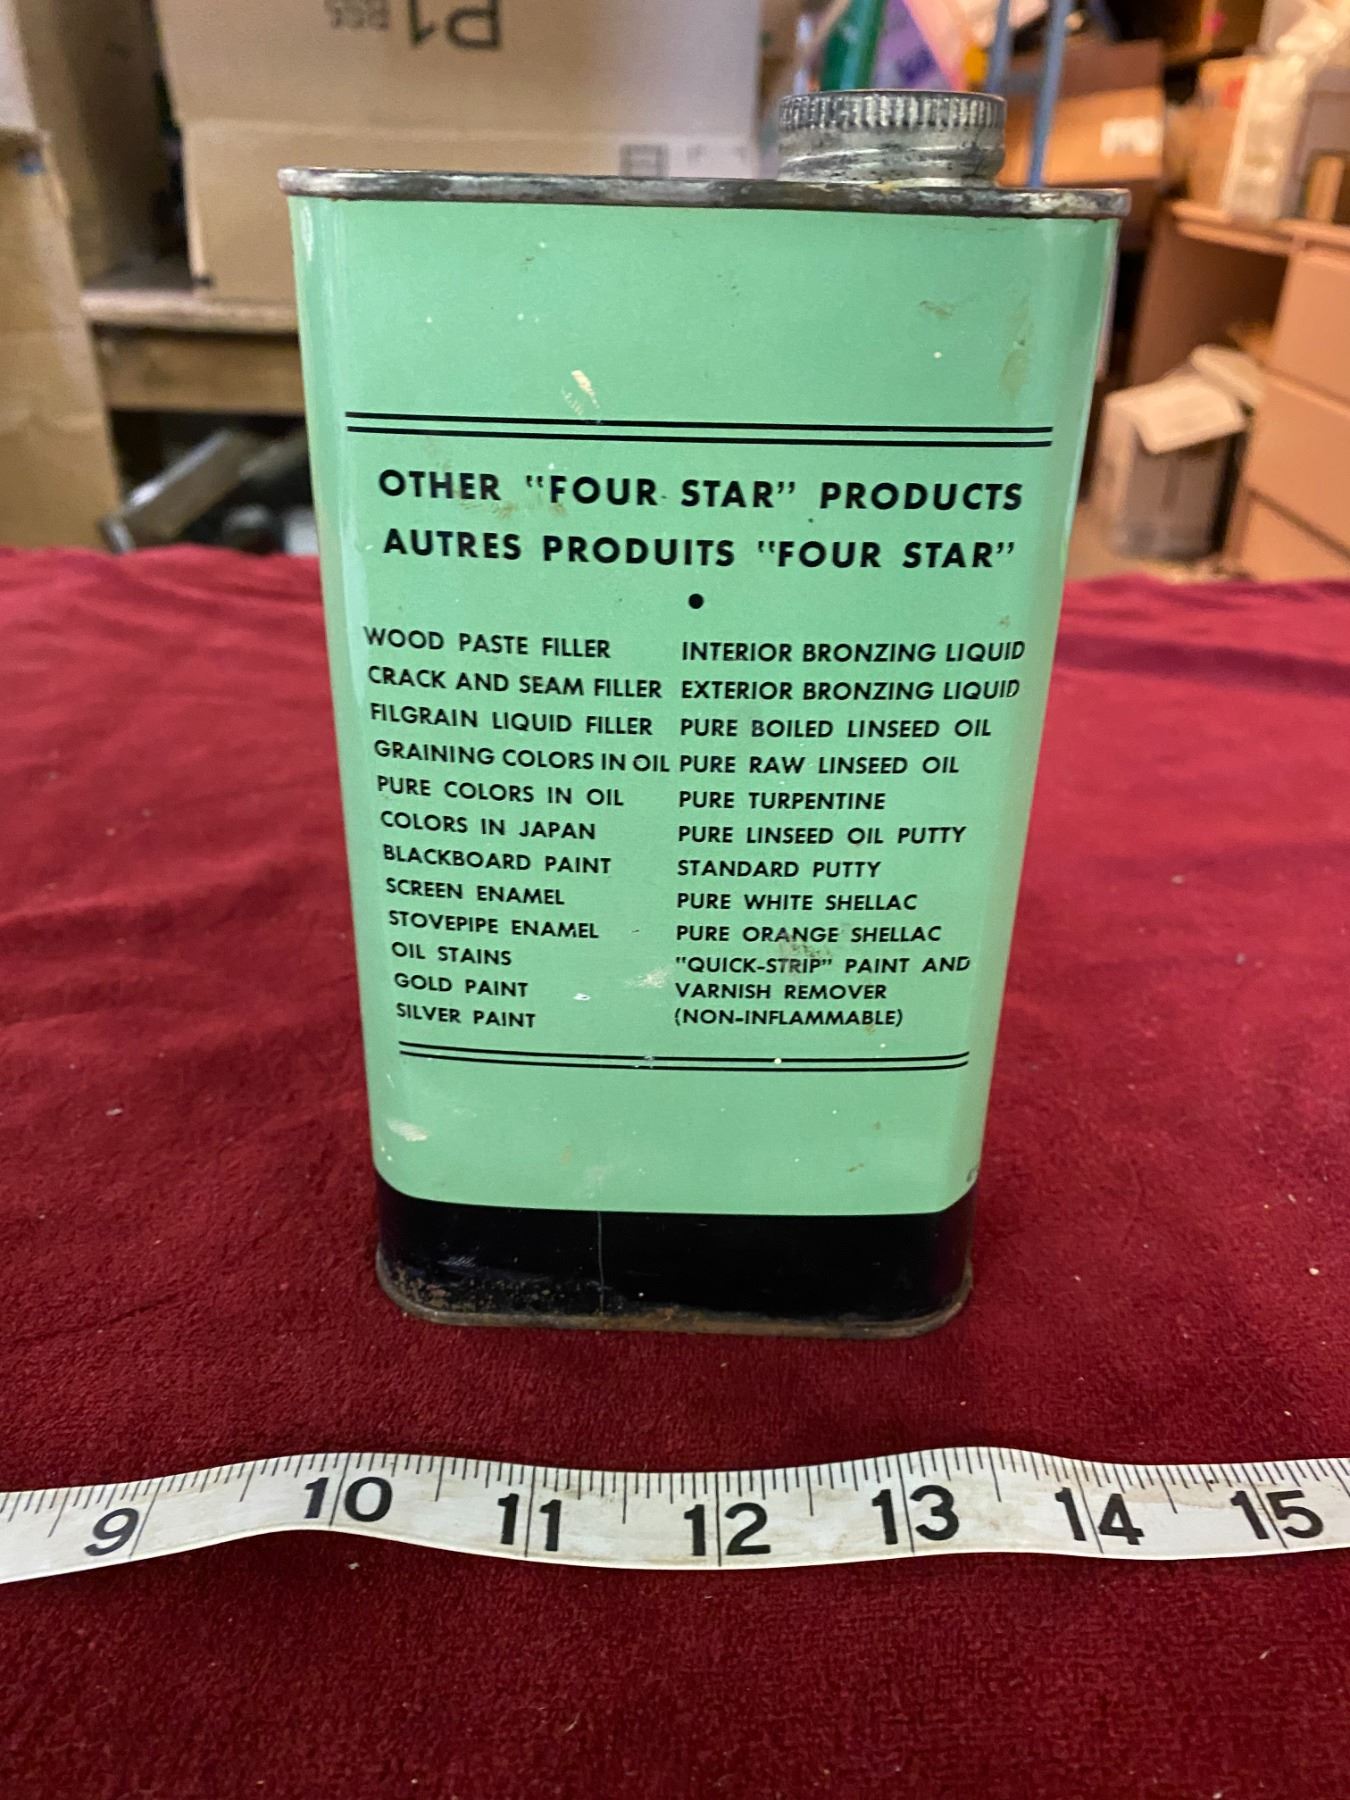 P1
OTHER "FOUR STAR" PRODUCTS
AUTRES PRODUITS "FOUR STAR"
•
WOOD PASTE FILLER
CRACK AND SEAM FILLER
FILGRAIN LIQUID FILLER
GRAINING COLORS IN OIL
PURE COLORS IN OIL
COLORS IN JAPAN
BLACKBOARD PAINT
SCREEN ENAMEL
STOVEPIPE ENAMEL
OIL STAINS
GOLD PAINT
SILVER PAINT
INTERIOR BRONZING LIQUID
EXTERIOR BRONZING LIQUID
PURE BOILED LINSEED OIL
PURE RAW LINSEED OIL
PURE TURPENTINE
PURE LINSEED OIL PUTTY
STANDARD PUTTY
PURE WHITE SHELLAC
PURE ORANGE SHELLAC
"QUICK-STRIP" PAINT AND
VARNISH REMOVER
(NON-INFLAMMABLE)
9 10 11 12 13 14 15